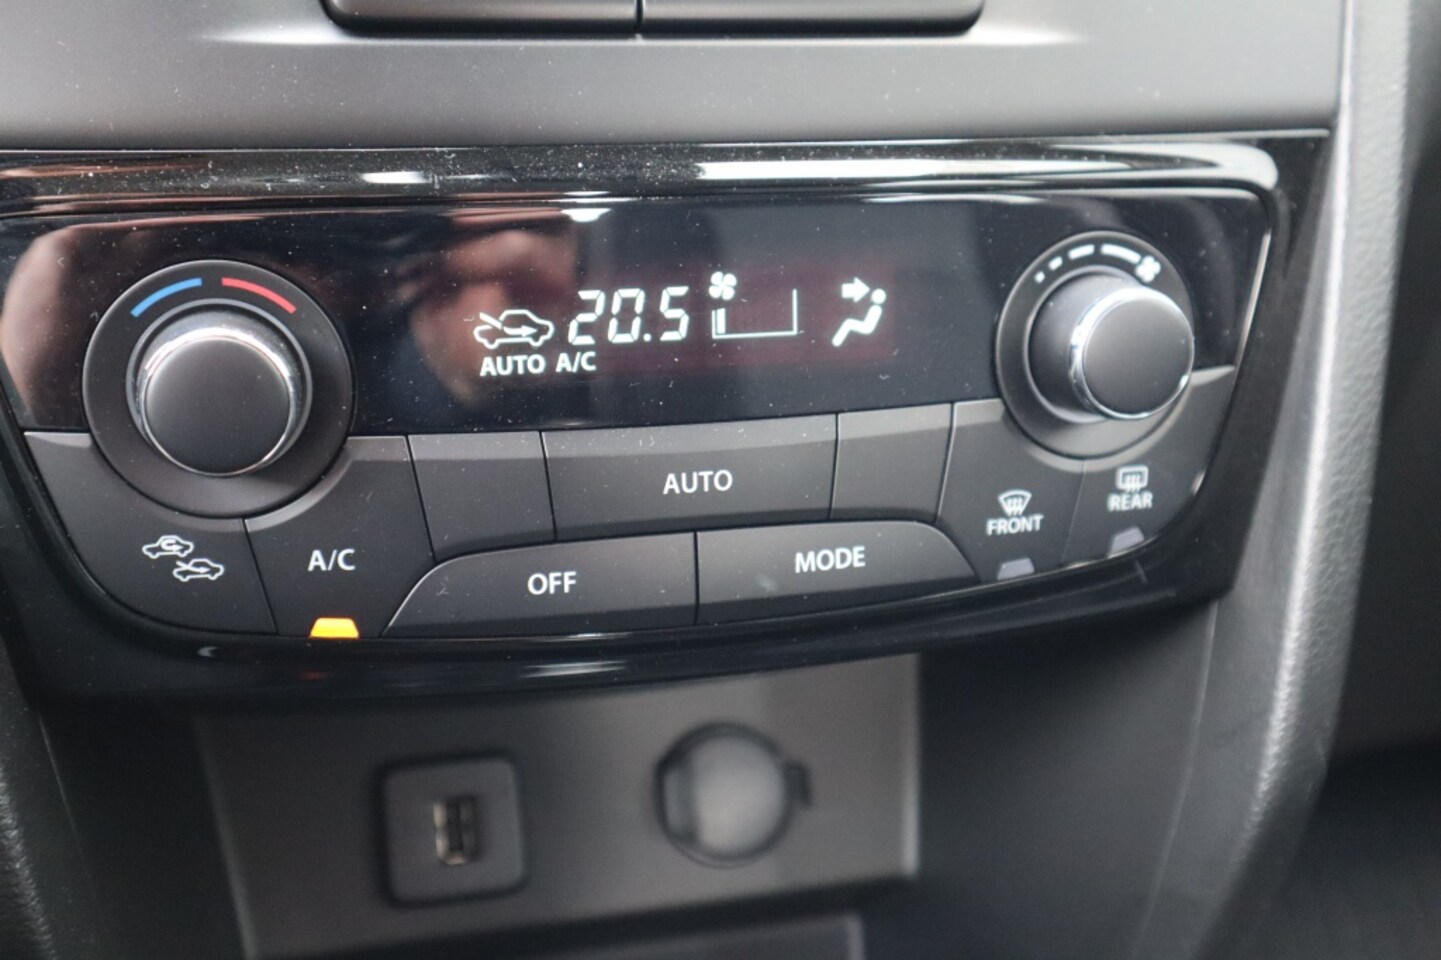 20.5
AUTO A/C
AUTO
A/C
OFF
MODE
FRONT
REAR